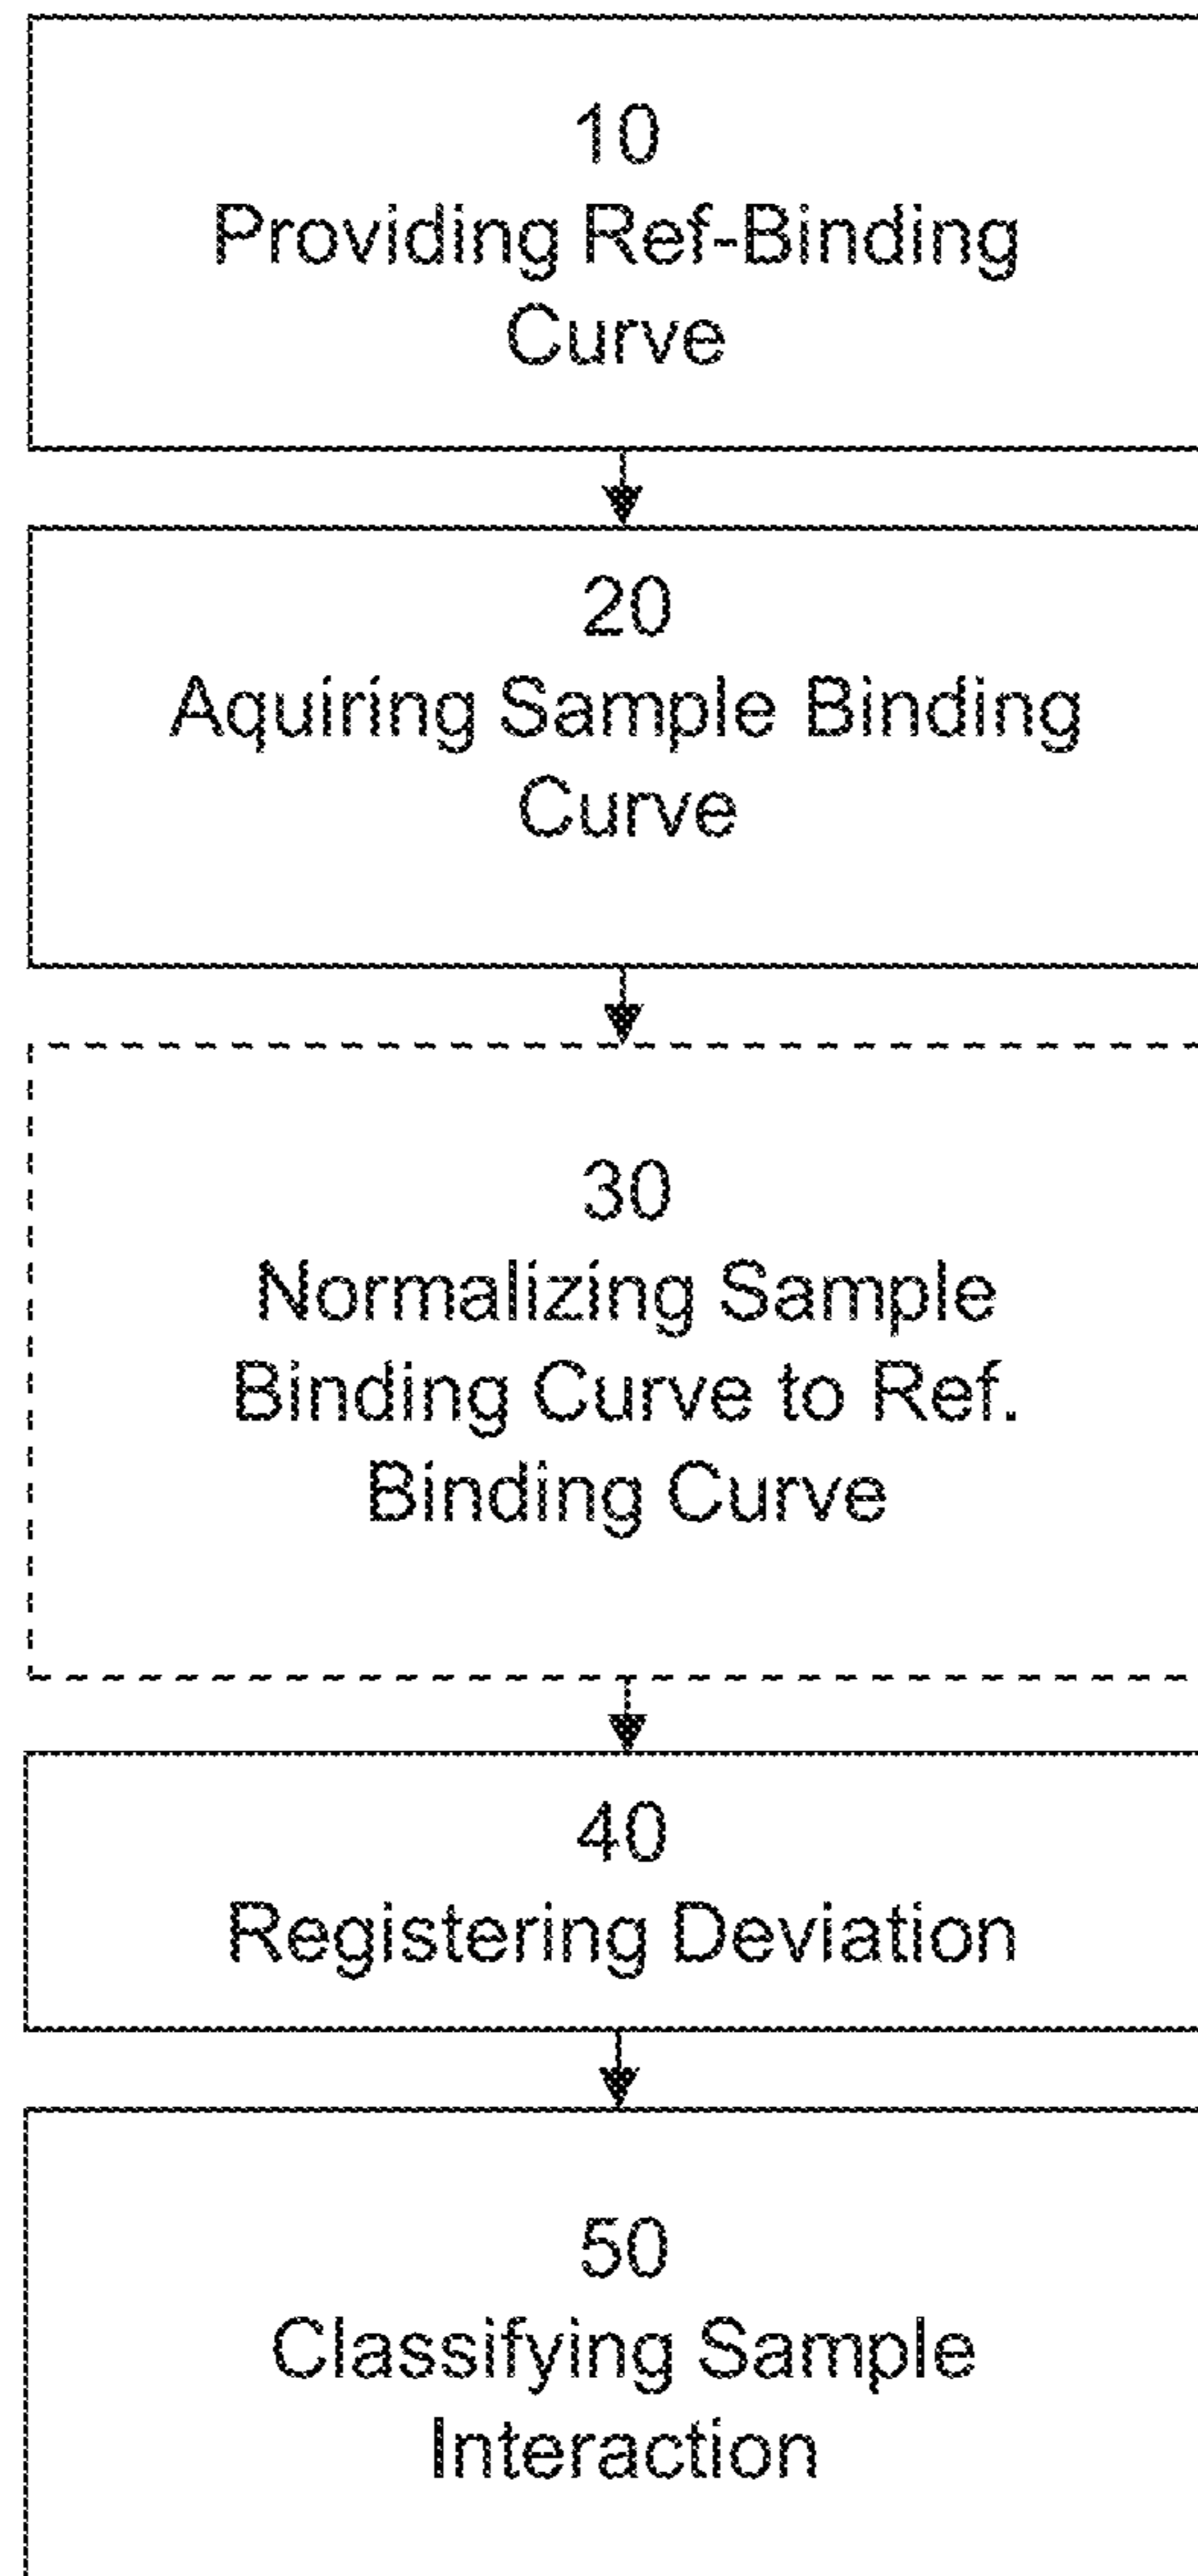 10
Providing Ref-Binding
Curve
20
Aquiring Sample Binding
Curve
30
Normalizing Sample
Binding Curve to Ref.
Binding Curve
40
Registering Deviation
50
Classifying Sample
Interaction